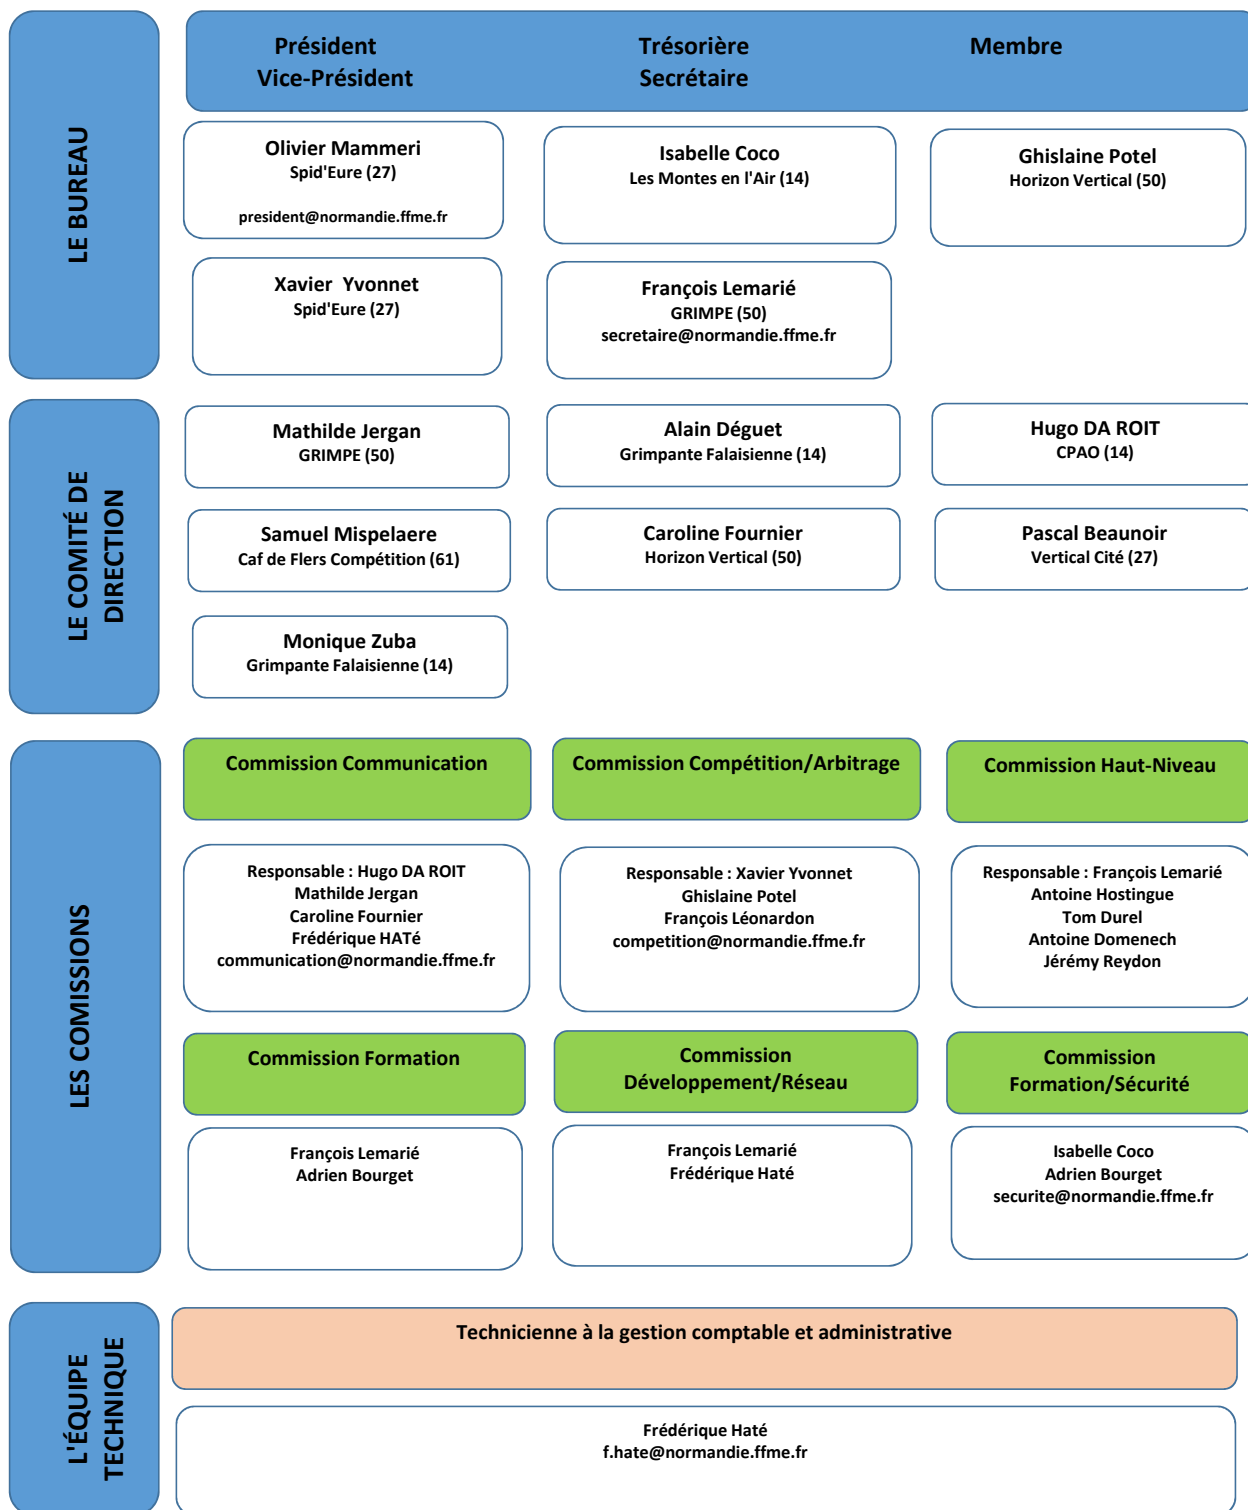 LE BUREAU
Président
Vice-Président
Trésorière
Secrétaire
Membre
Olivier Mammeri
Spid'Eure (27)
president@normandie.ffme.fr
Isabelle Coco
Les Montes en l'Air (14)
Ghislaine Potel
Horizon Vertical (50)
Xavier Yvonnet
Spid'Eure (27)
François Lemarié
GRIMPE (50)
secretaire@normandie.ffme.fr
LE COMITÉ DE
DIRECTION
Mathilde Jergan
GRIMPE (50)
Alain Déguet
Grimpante Falaisienne (14)
Hugo DA ROIT
CPAO (14)
Samuel Mispelaere
Caf de Flers Compétition (61)
Caroline Fournier
Horizon Vertical (50)
Pascal Beaunoir
Vertical Cité (27)
Monique Zuba
Grimpante Falaisienne (14)
LES COMISSIONS
Commission Communication
Commission Compétition/Arbitrage
Commission Haut-Niveau
Responsable : Hugo DA ROIT
Mathilde Jergan
Caroline Fournier
Frédérique HATé
communication@normandie.ffme.fr
Responsable : Xavier Yvonnet
Ghislaine Potel
François Léonardon
competition@normandie.ffme.fr
Responsable : François Lemarié
Antoine Hostingue
Tom Durel
Antoine Domenech
Jérémy Reydon
Commission Formation
Commission
Développement/Réseau
Commission
Formation/Sécurité
François Lemarié
Adrien Bourget
François Lemarié
Frédérique Haté
Isabelle Coco
Adrien Bourget
securite@normandie.ffme.fr
L'ÉQUIPE
TECHNIQUE
Technicienne à la gestion comptable et administrative
Frédérique Haté
f.hate@normandie.ffme.fr